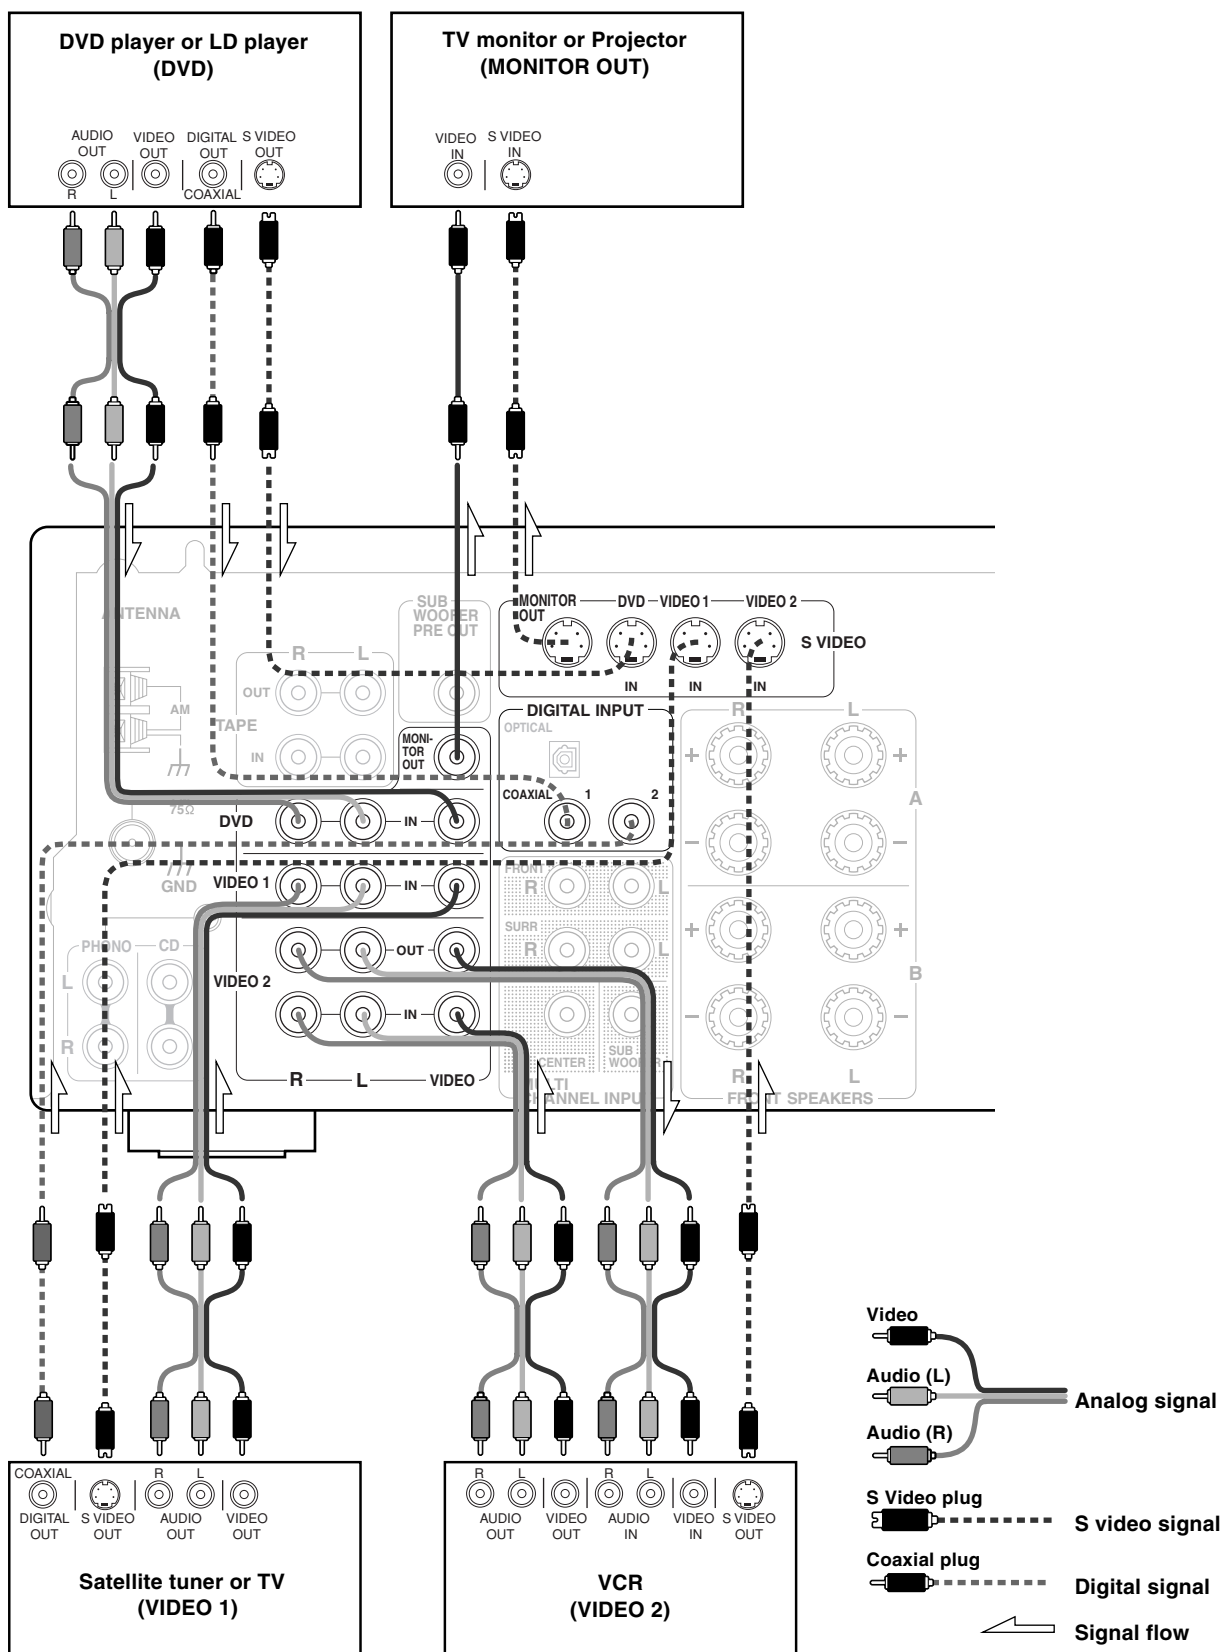 DVD player or LD player
(DVD)
AUDIO
OUT
VIDEO
OUT
DIGITAL
OUT
S VIDEO
OUT
R
L
COAXIAL
TV monitor or Projector
(MONITOR OUT)
VIDEO
IN
S VIDEO
IN
ANTENNA
AM
75Ω
GND
SUB
WOOFER
PRE OUT
R
L
OUT
TAPE
IN
MONI-
TOR
OUT
MONITOR
OUT
DVD
VIDEO 1
VIDEO 2
S VIDEO
IN
IN
IN
DIGITAL INPUT
OPTICAL
COAXIAL
1
2
DVD
IN
VIDEO 1
IN
OUT
VIDEO 2
IN
R
L
VIDEO
PHONO
CD
L
R
FRONT
R
L
SURR
R
L
CENTER
SUB
WOOFER
MULTI
CHANNEL INPUT
R
L
+
+
A
−
−
+
+
B
−
−
R
L
FRONT SPEAKERS
COAXIAL
DIGITAL
OUT
S VIDEO
OUT
R
L
AUDIO
OUT
VIDEO
OUT
Satellite tuner or TV
(VIDEO 1)
R
L
AUDIO
OUT
VIDEO
OUT
R
L
AUDIO
IN
VIDEO
IN
S VIDEO
OUT
VCR
(VIDEO 2)
Video
Audio (L)
Audio (R)
Analog signal
S Video plug
S video signal
Coaxial plug
Digital signal
Signal flow